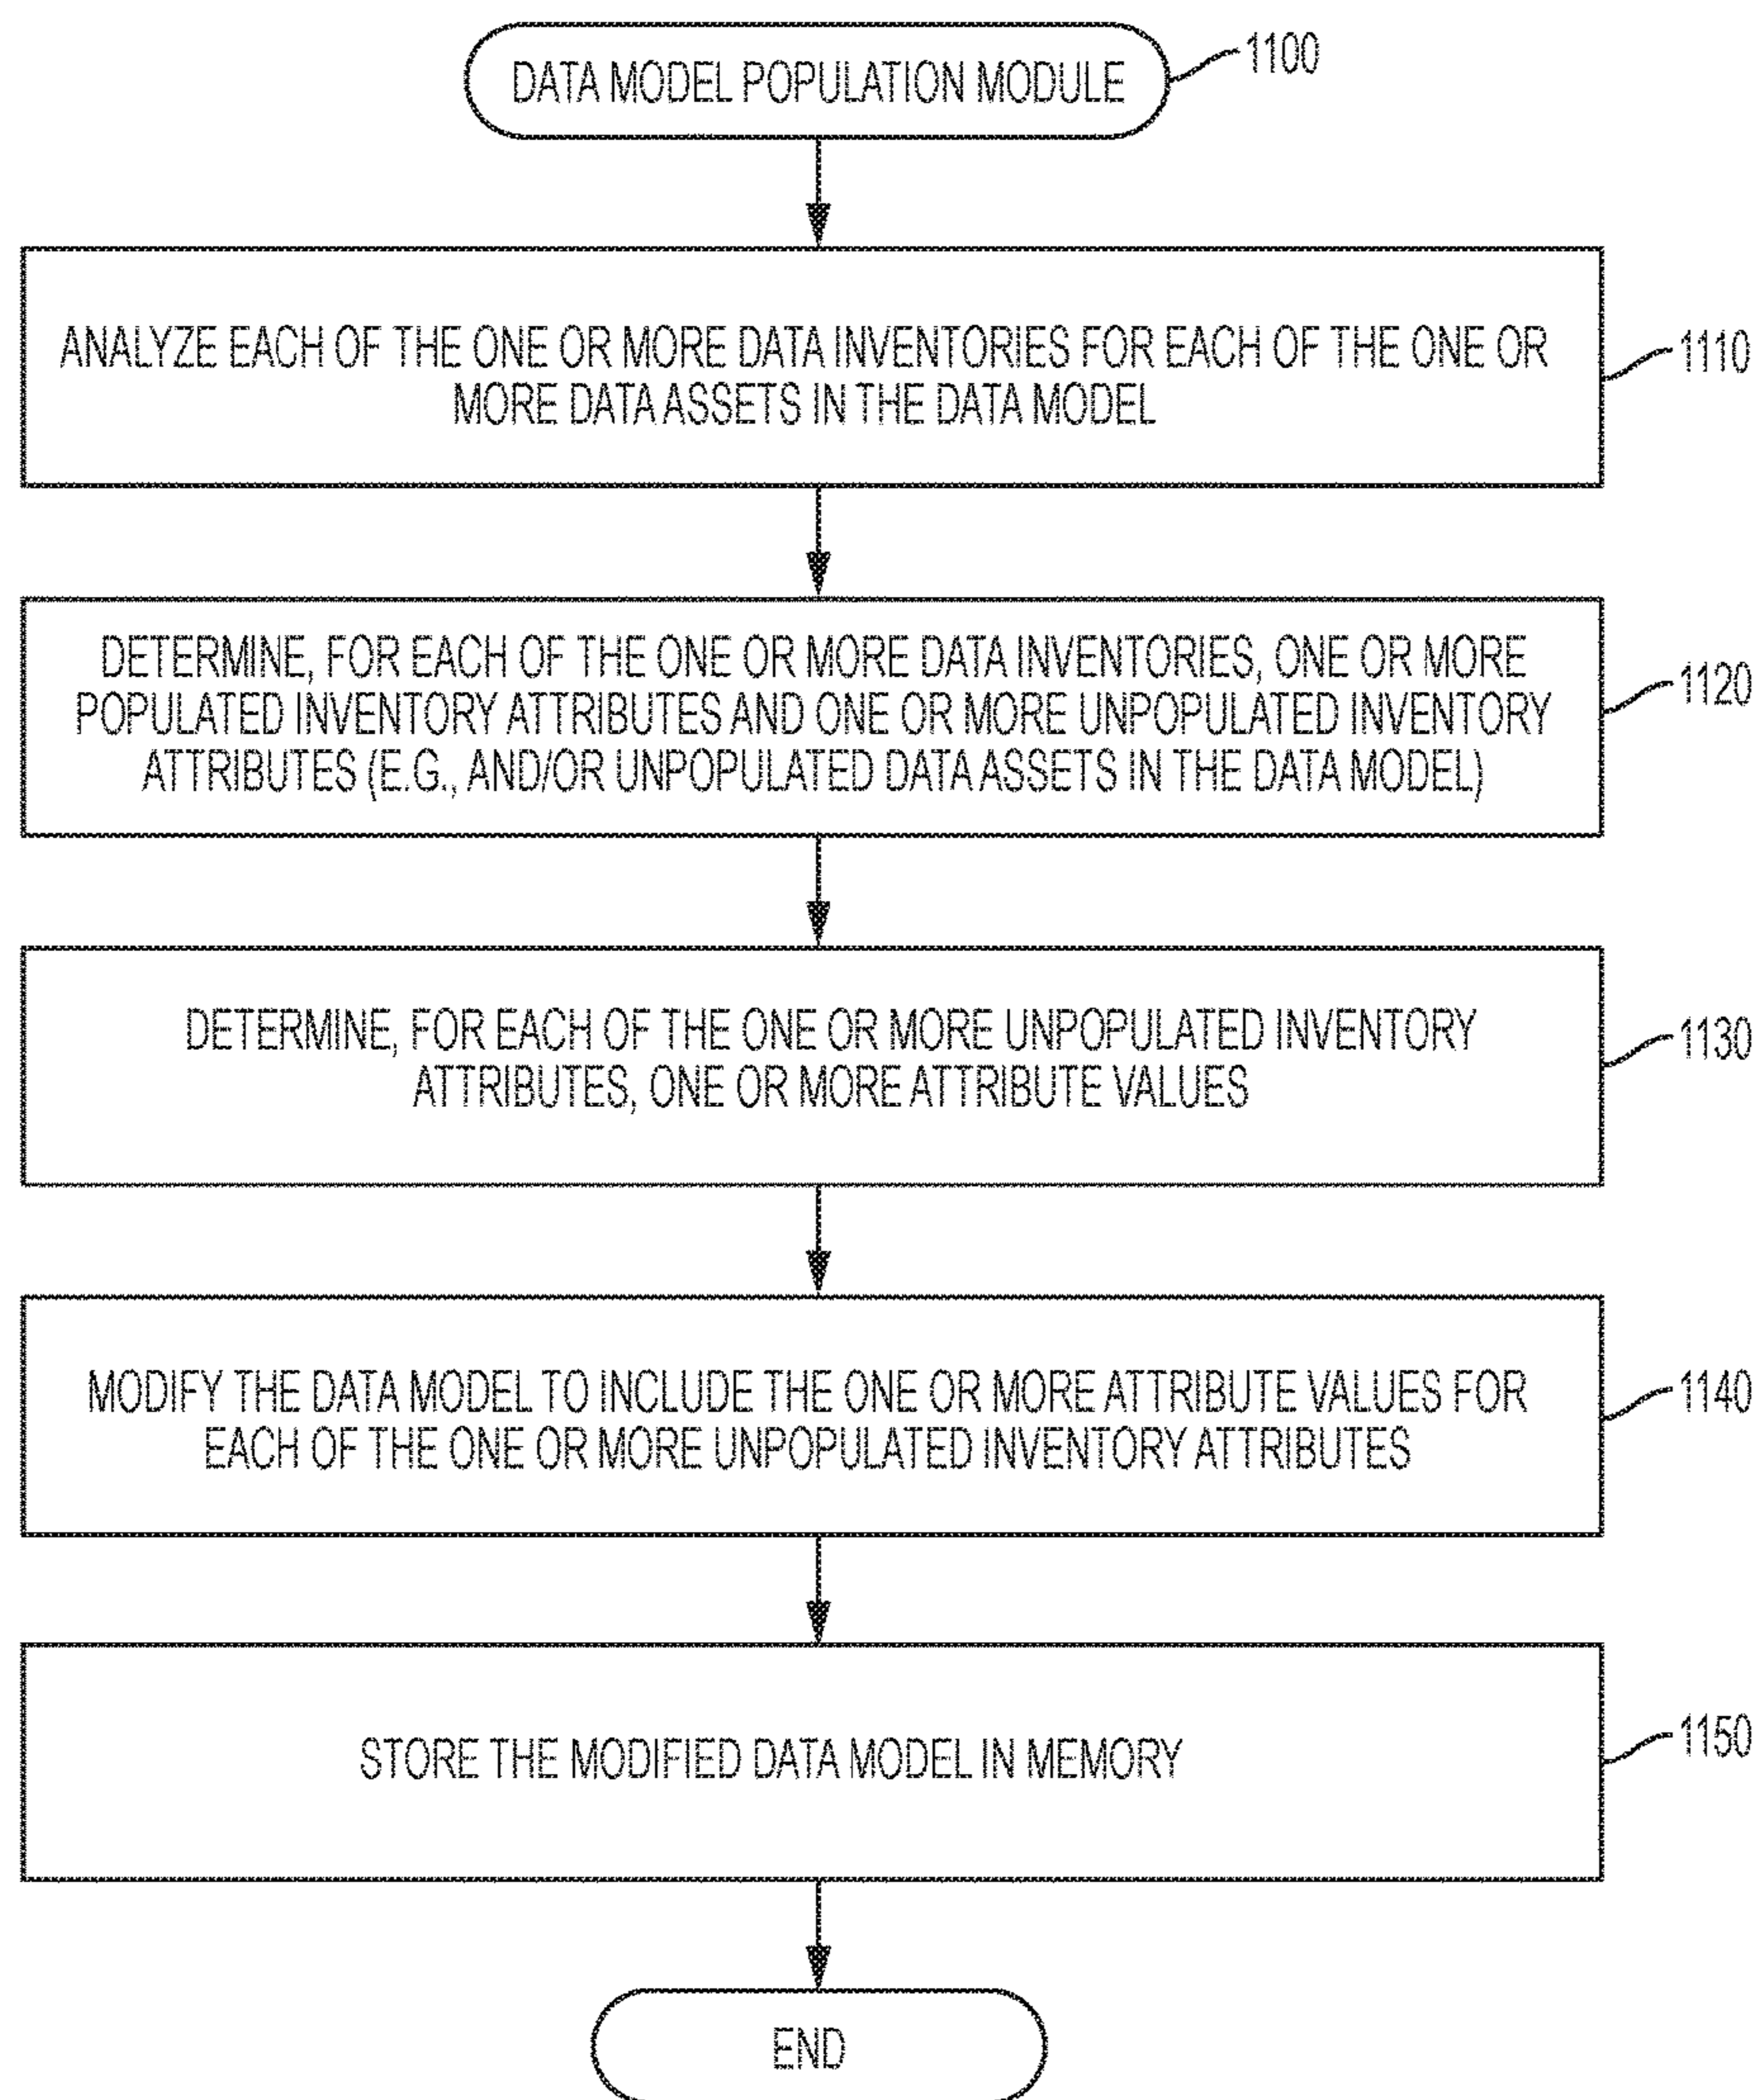 DATA MODEL POPULATION MODULE
1100
ANALYZE EACH OF THE ONE OR MORE DATA INVENTORIES FOR EACH OF THE ONE OR
MORE DATA ASSETS IN THE DATA MODEL
1110
DETERMINE, FOR EACH OF THE ONE OR MORE DATA INVENTORIES, ONE OR MORE
POPULATED INVENTORY ATTRIBUTES AND ONE OR MORE UNPOPULATED INVENTORY
ATTRIBUTES (E.G., AND/OR UNPOPULATED DATA ASSETS IN THE DATA MODEL)
1120
DETERMINE, FOR EACH OF THE ONE OR MORE UNPOPULATED INVENTORY
ATTRIBUTES, ONE OR MORE ATTRIBUTE VALUES
1130
MODIFY THE DATA MODEL TO INCLUDE THE ONE OR MORE ATTRIBUTE VALUES FOR
EACH OF THE ONE OR MORE UNPOPULATED INVENTORY ATTRIBUTES
1140
STORE THE MODIFIED DATA MODEL IN MEMORY
1150
END